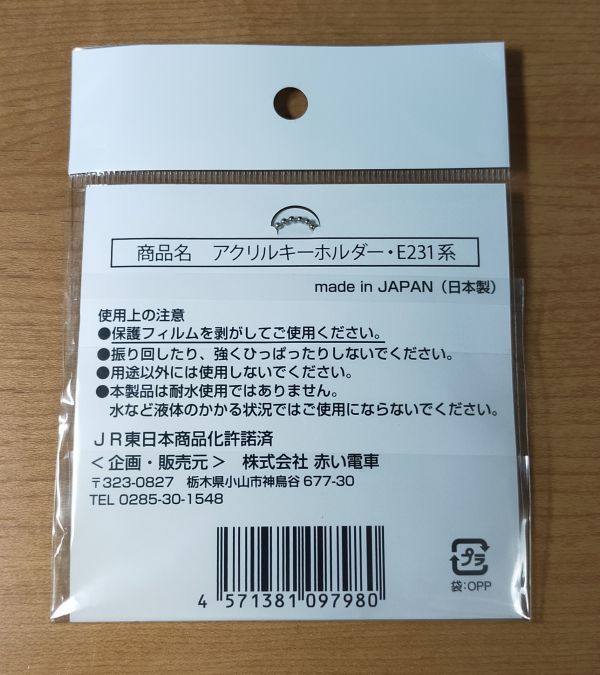 商品名　アクリルキーホルダー・E231系
made in JAPAN（日本製）
使用上の注意
●保護フィルムを剥がしてご使用ください。
●振り回したり、強くひっぱったりしないでください。
●用途以外には使用しないでください。
●本製品は耐水使用ではありません。
水など液体のかかる状況ではご使用にならないでください。
ＪＲ東日本商品化許諾済
＜企画・販売元＞　株式会社 赤い電車
〒323-0827　栃木県小山市神鳥谷 677-30
TEL 0285-30-1548
プラ
袋:OPP
4 571381 097980